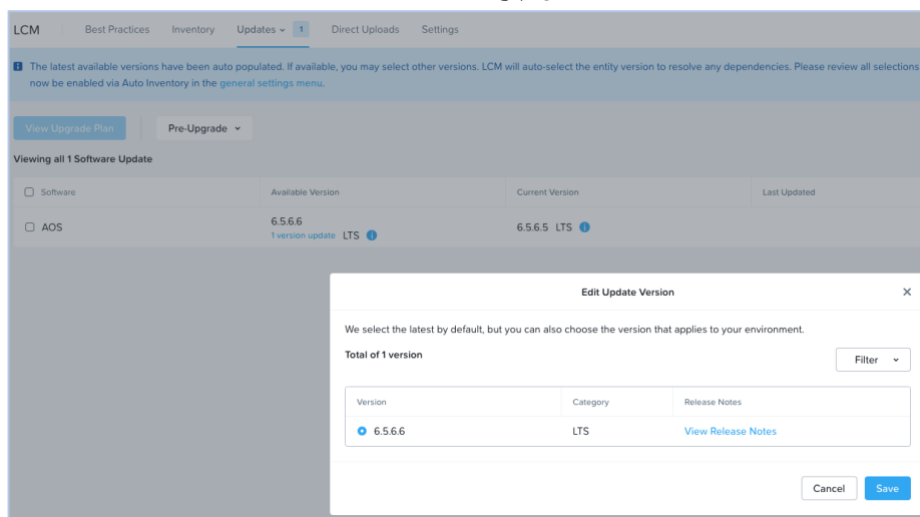 LCM Best Practices Inventory Updates 1 Direct Uploads Settings
The latest available versions have been auto populated. If available, you may select other versions. LCM will auto-select the entity version to resolve any dependencies. Please review all selections
now be enabled via Auto Inventory in the general settings menu.
View Upgrade Plan Pre-Upgrade
Viewing all 1 Software Update
Software Available Version Current Version Last Updated
AOS 6.5.6.6 6.5.6.5 LTS
1 version update LTS
Edit Update Version
We select the latest by default, but you can also choose the version that applies to your environment.
Total of 1 version Filter
Version Category Release Notes
6.5.6.6 LTS View Release Notes
Cancel Save